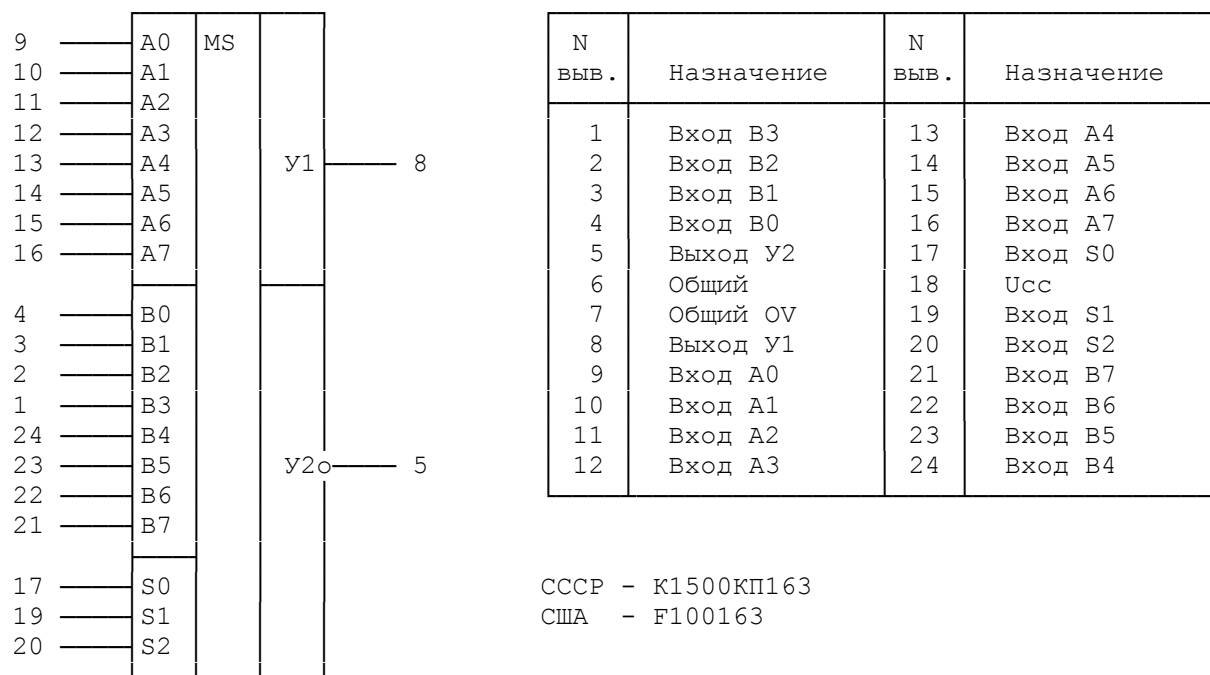 9 A0 MS N N
10 A1 выв. Назначение выв. Назначение
11 A2
12 A3 1 Вход B3 13 Вход A4
13 A4 У1 8 2 Вход B2 14 Вход A5
14 A5 3 Вход B1 15 Вход A6
15 A6 4 Вход B0 16 Вход A7
16 A7 5 Выход У2 17 Вход S0
6 Общий 18 Ucc
4 B0 7 Общий OV 19 Вход S1
3 B1 8 Выход У1 20 Вход S2
2 B2 9 Вход A0 21 Вход B7
1 B3 10 Вход A1 22 Вход B6
24 B4 11 Вход A2 23 Вход B5
23 B5 У2 5 12 Вход A3 24 Вход B4
22 B6
21 B7
17 S0 СССР - К1500КП163
19 S1 США - F100163
20 S2